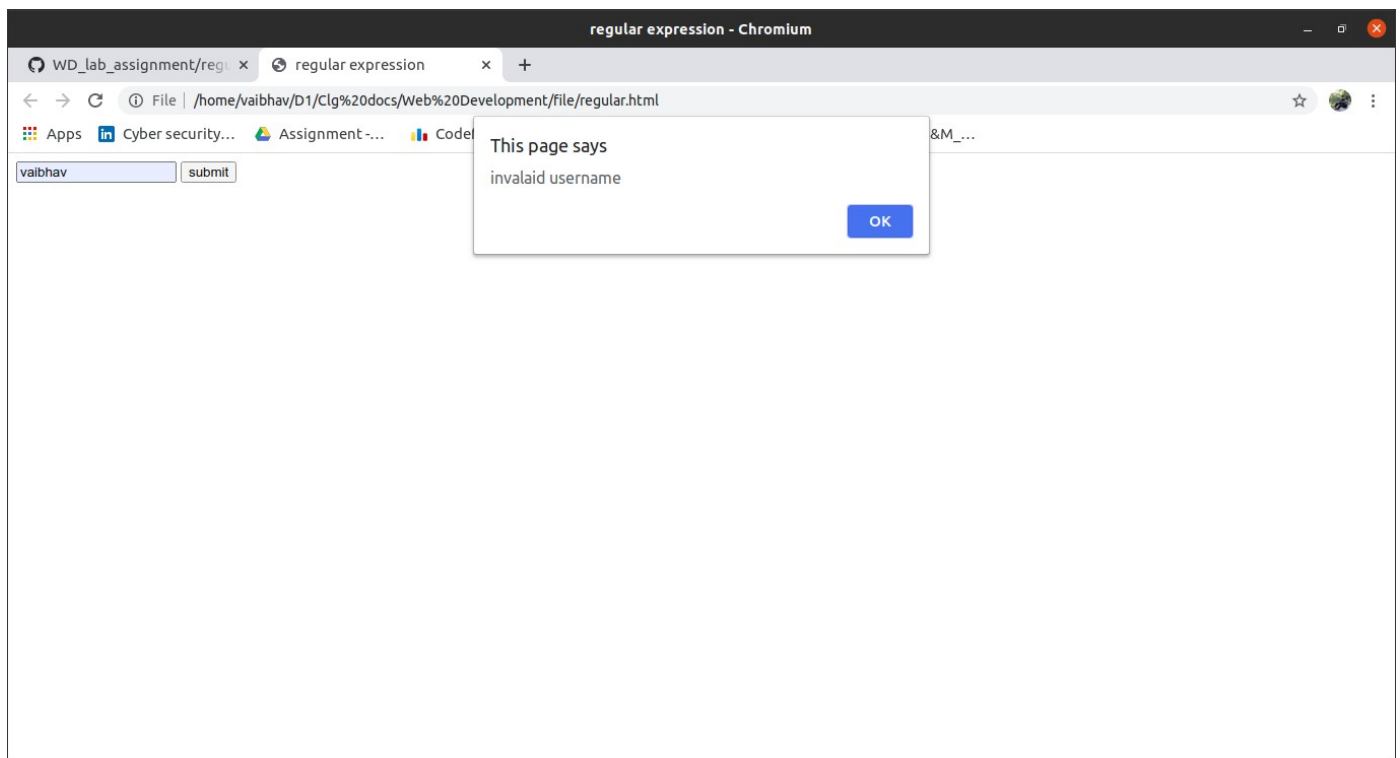 regular expression - Chromium
WD_lab_assignment/regu regular expression
File /home/vaibhav/D1/Clg%20docs/Web%20Development/file/regular.html
Apps in Cyber security... Assignment -... &M_...
This page says
invalaid username
OK
vaibhav submit